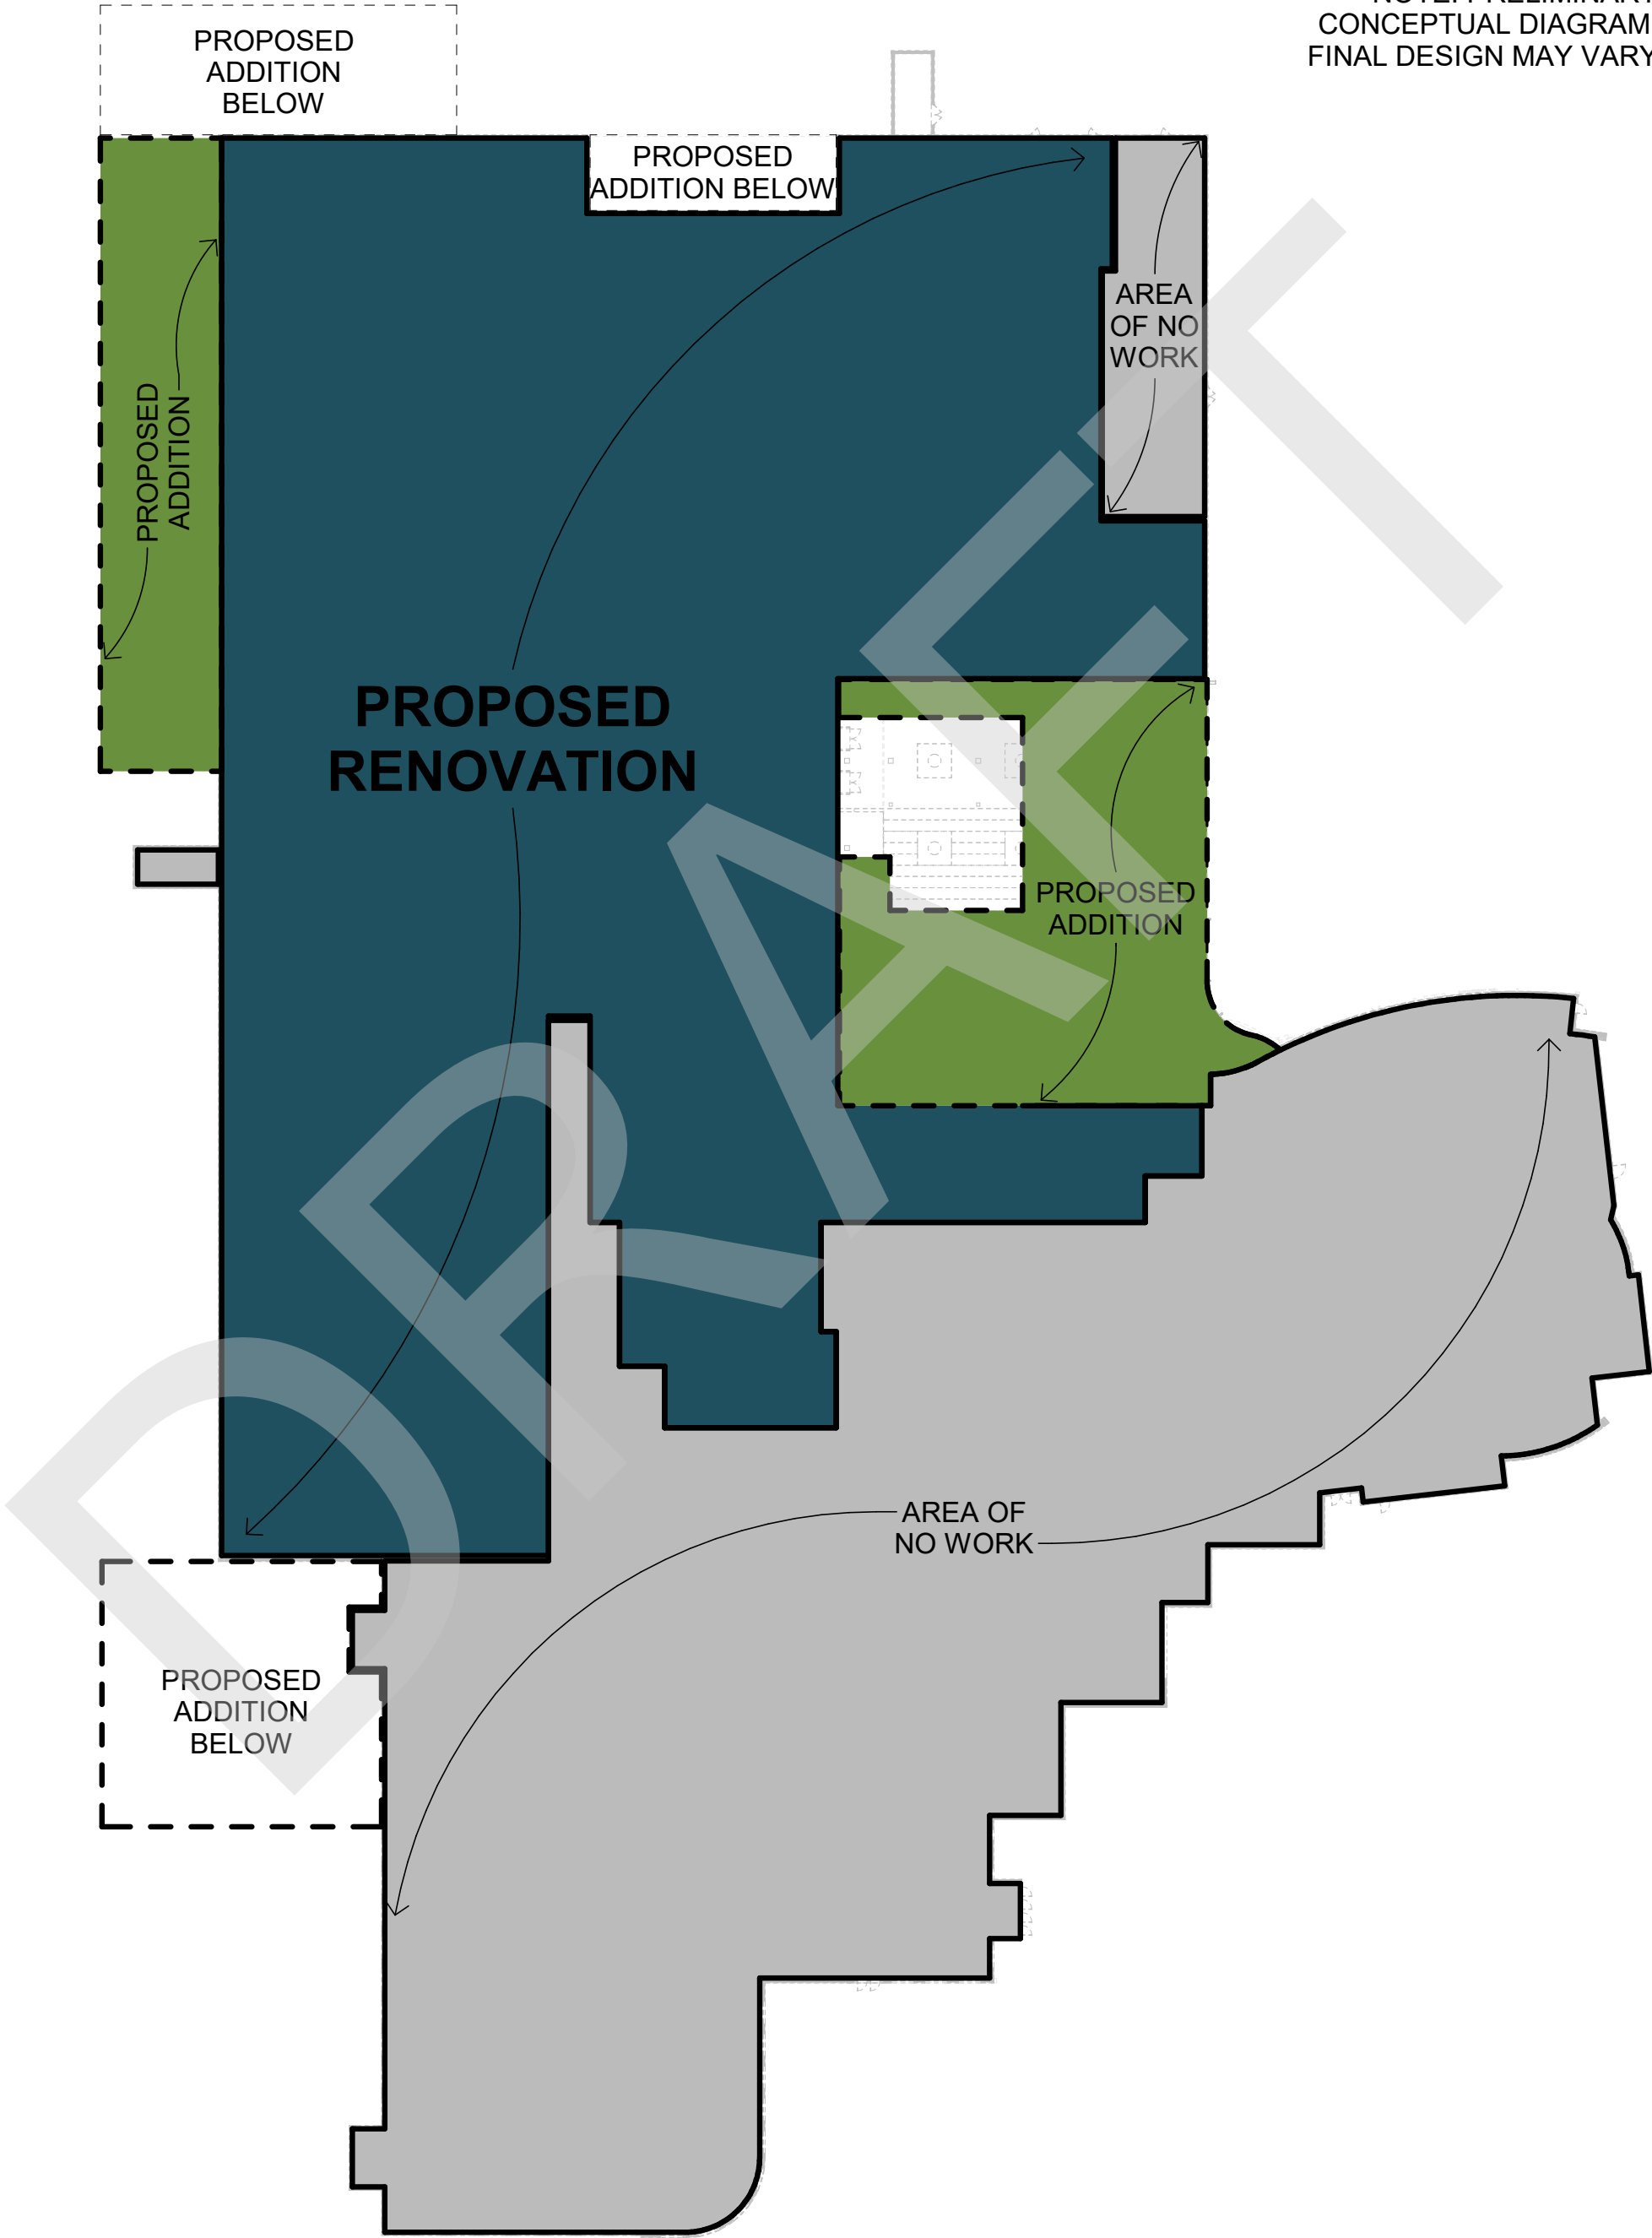 CONCEPTUAL DIAGRAM
FINAL DESIGN MAY VARY
PROPOSED
ADDITION
BELOW
PROPOSED
ADDITION BELOW
AREA
OF NO
WORK
PROPOSED
ADDITION
PROPOSED
RENOVATION
PROPOSED
ADDITION
AREA OF
NO WORK
PROPOSED
ADDITION
BELOW
DRAFT